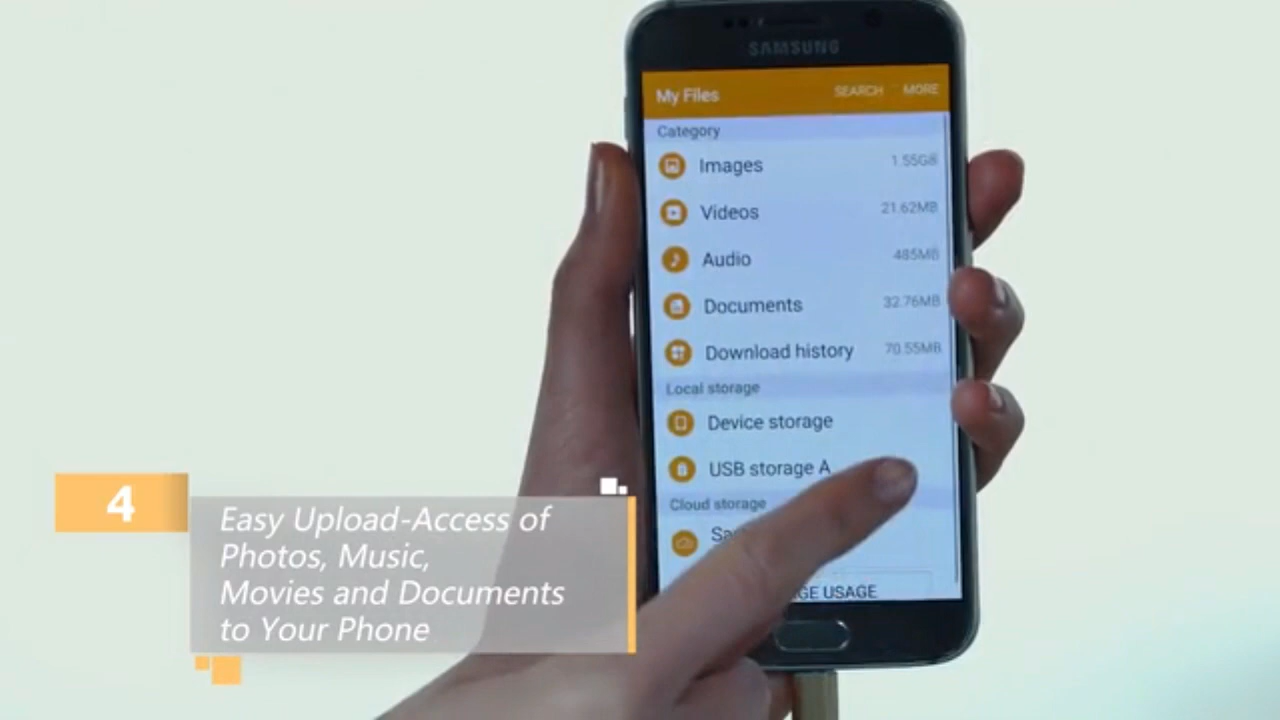 SAMSUNG
My Files SEARCH MORE
Category
Images 1.55GB
Videos 21.62MB
Audio 485MB
Documents 32.76MB
Download history 70.55MB
Local storage
Device storage
USB storage A
Cloud storage
USAGE
4
Easy Upload-Access of
Photos, Music,
Movies and Documents
to Your Phone